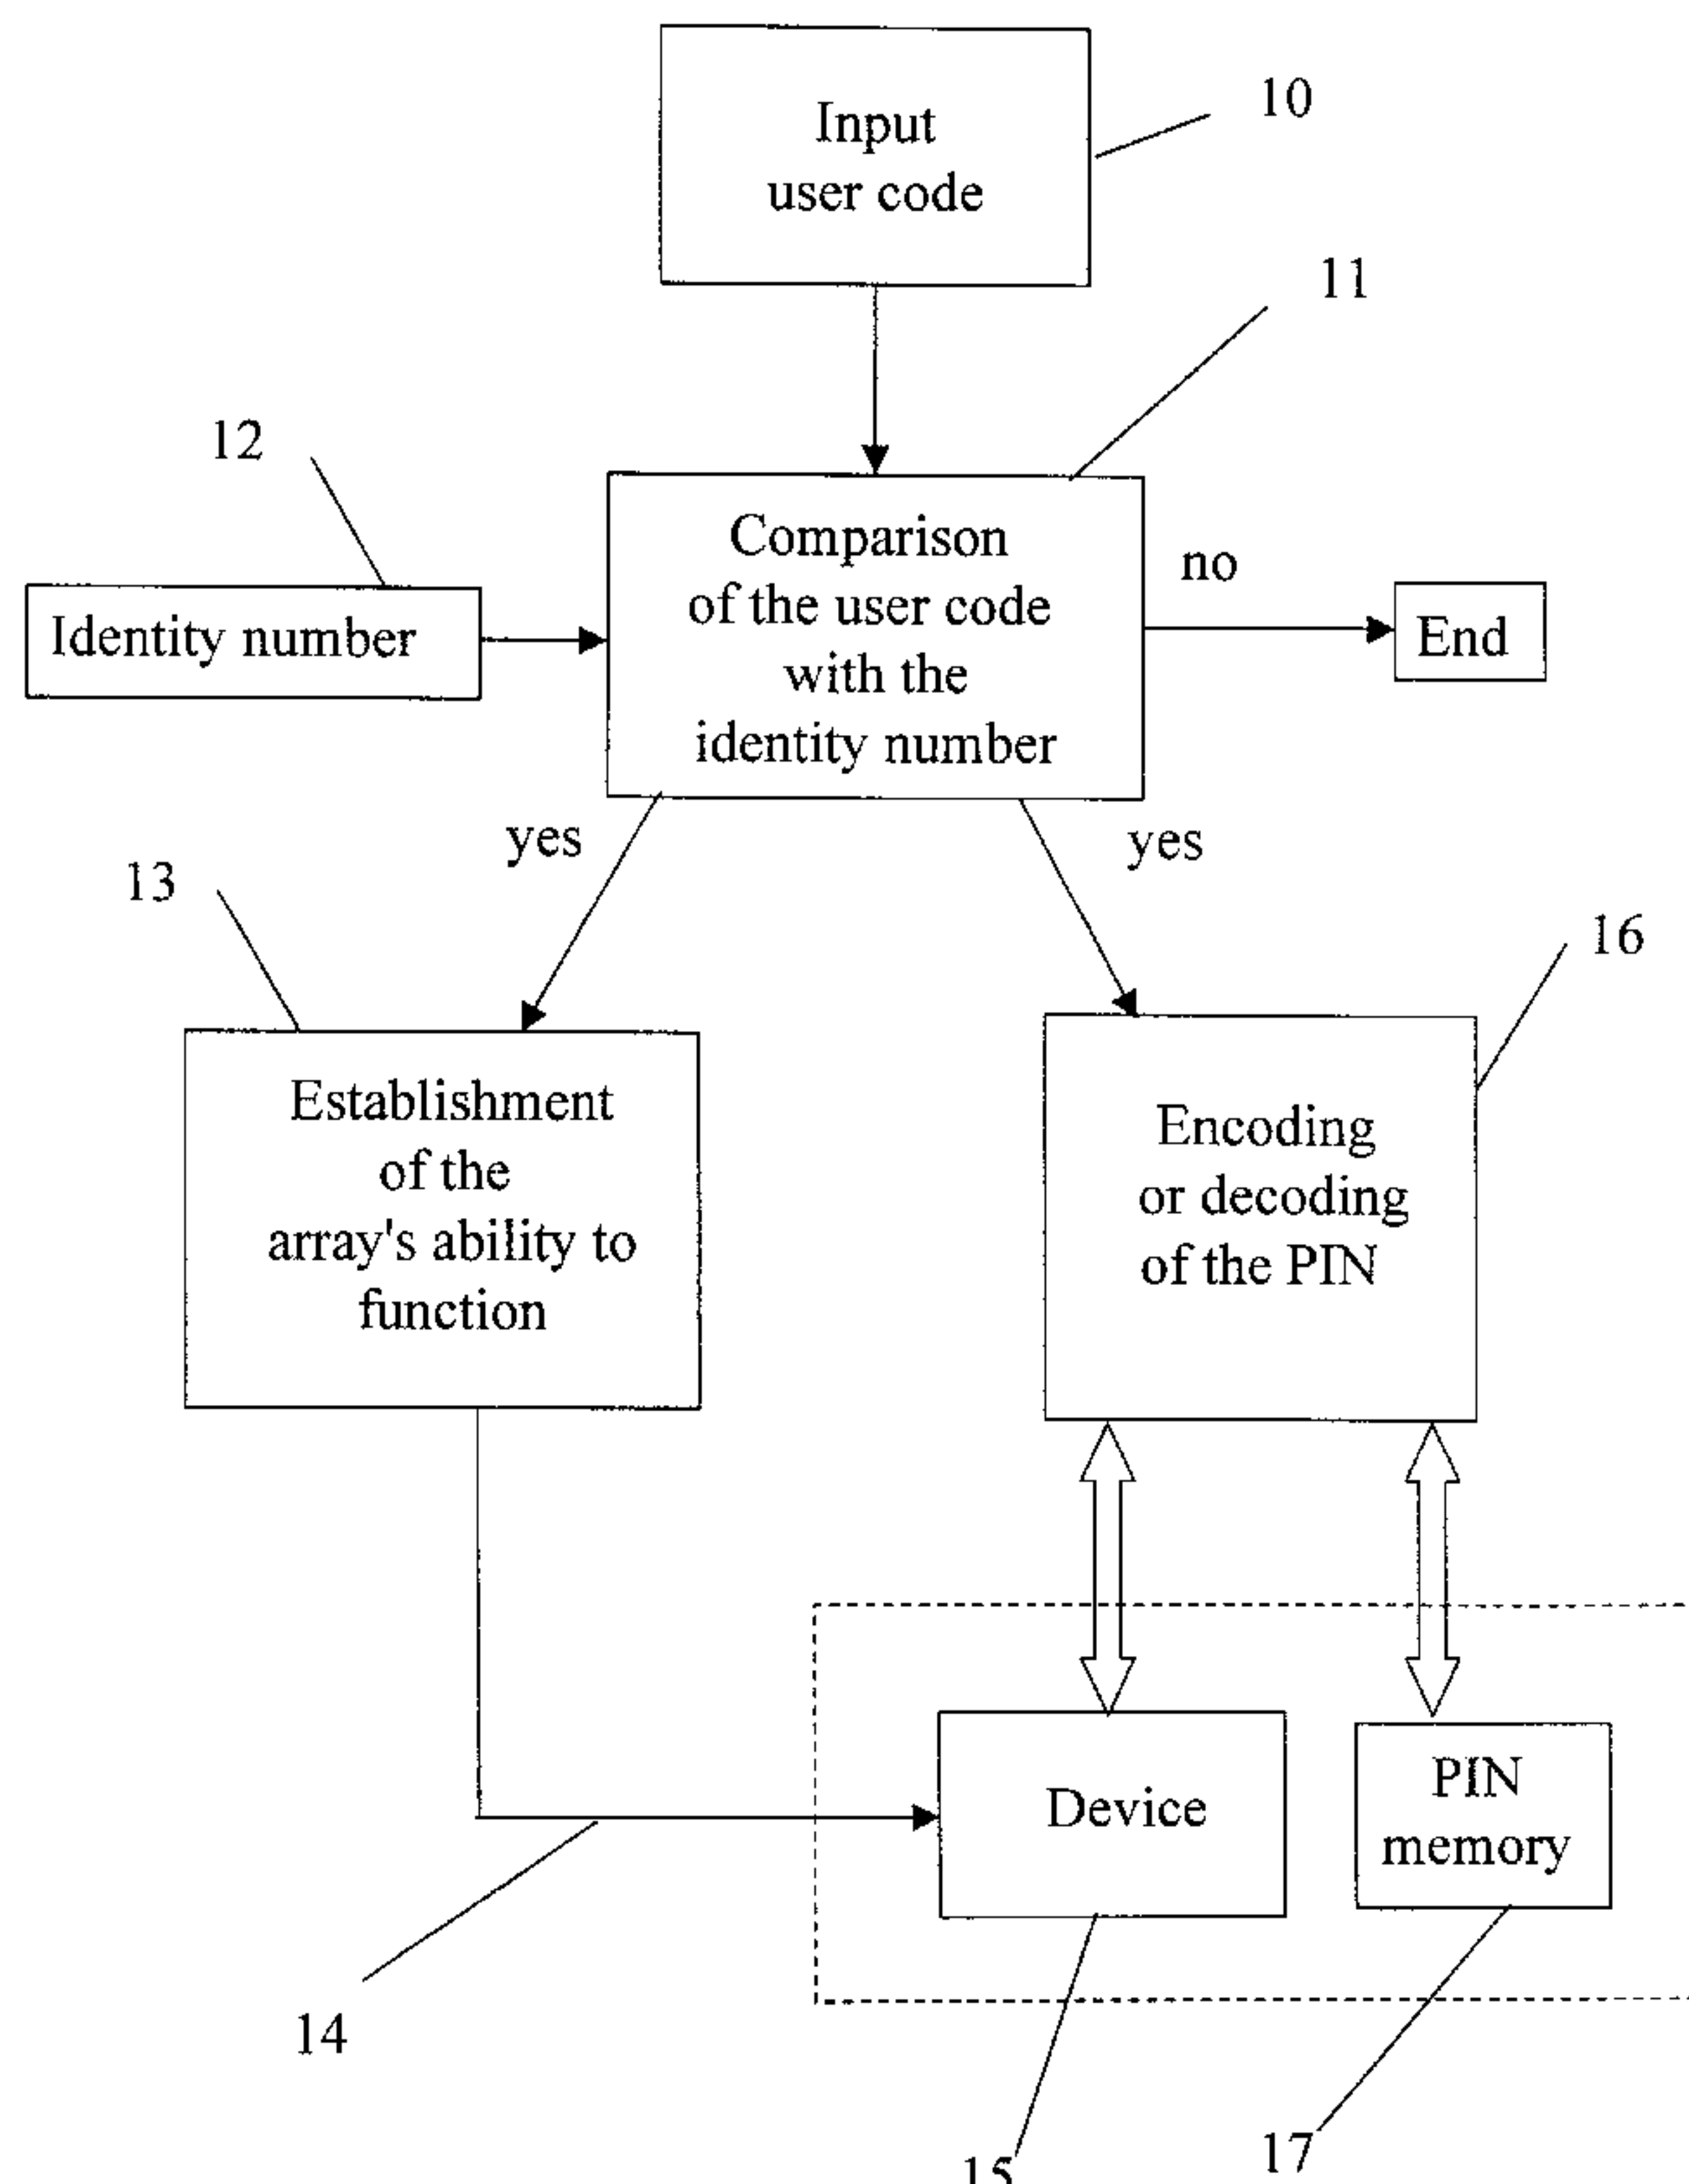 Input
user code
10
11
12
Identity number
Comparison
of the user code
with the
identity number
no
End
yes
yes
13
16
Establishment
of the
array's ability to
function
Encoding
or decoding
of the PIN
Device
PIN
memory
14
15
17